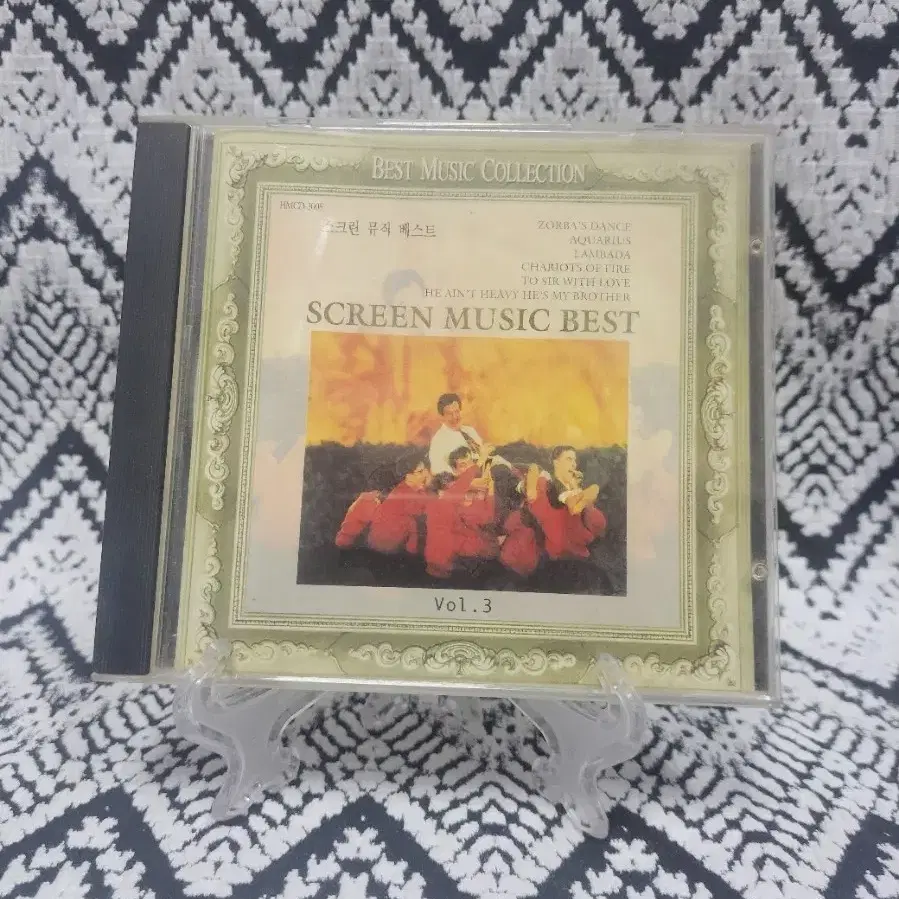 BEST MUSIC COLLECTION
HMCD-3005
스크린 뮤직 베스트
ZORBA'S DANCE
AQUARIUS
LAMBADA
CHARIOTS OF FIRE
TO SIR WITH LOVE
HE AIN'T HEAVY HE'S MY BROTHER
SCREEN MUSIC BEST
Vol.3